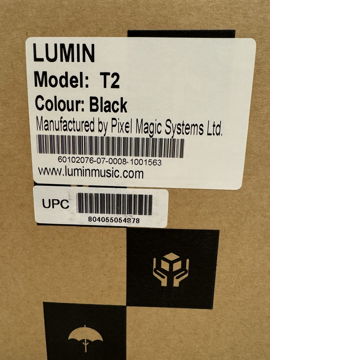 LUMIN
Model: T2
Colour: Black
Manufactured by Pixel Magic Systems Ltd.
60102076-07-0008-1001563
www.luminmusic.com
UPC
804055054878